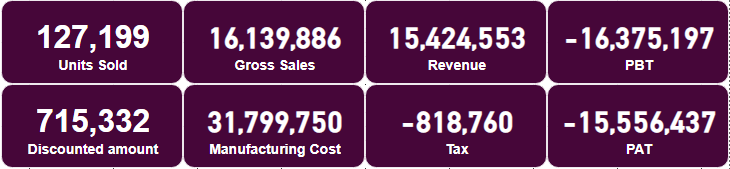 127,199
Units Sold
16,139,886
Gross Sales
15,424,553
Revenue
-16,375,197
PBT
715,332
Discounted amount
31,799,750
Manufacturing Cost
-818,760
Tax
-15,556,437
PAT